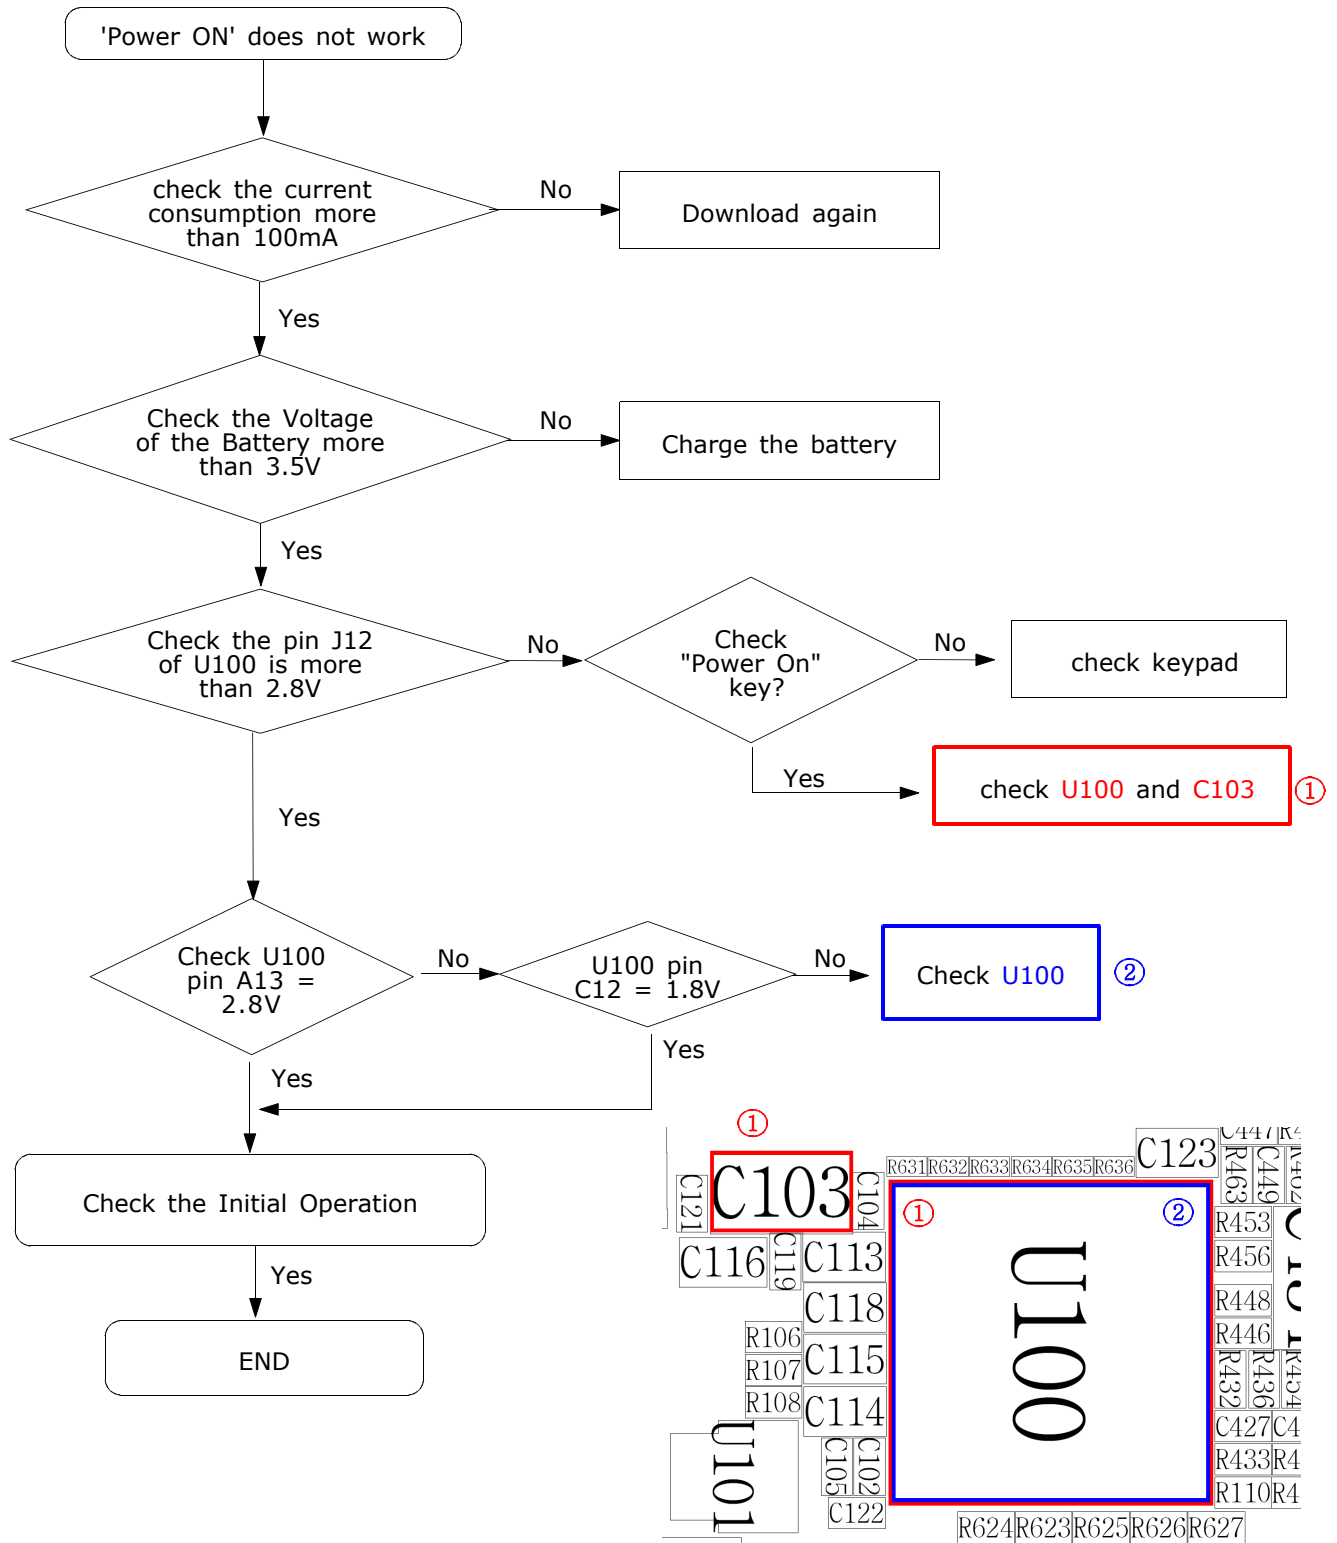 'Power ON' does not work
check the current
consumption more
than 100mA
No
Download again
Yes
Check the Voltage
of the Battery more
than 3.5V
No
Charge the battery
Yes
Check the pin J12
of U100 is more
than 2.8V
No
Check
"Power On"
key?
No
check keypad
Yes
check U100 and C103
①
Yes
Check U100
pin A13 =
2.8V
No
U100 pin
C12 = 1.8V
No
Check U100
②
Yes
Yes
Check the Initial Operation
Yes
END
①
C103
C121
C104
C116
C119
C113
C118
R106
R107
R108
C115
C114
U101
C105
C102
C122
R631
R632
R633
R634
R635
R636
C123
C447
R463
C449
①
②
U100
R453
R456
R448
R446
R432
R436
R454
C427
C4
R433
R4
R110
R4
R624
R623
R625
R626
R627